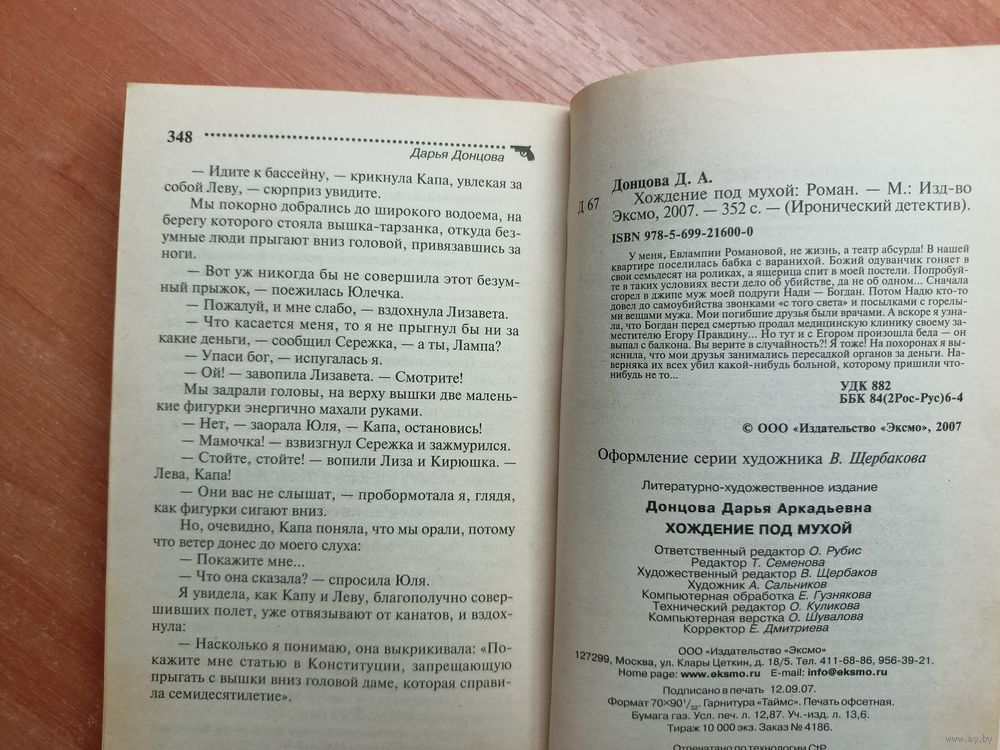 348
Дарья Донцова
— Идите к бассейну, — крикнула Капа, увлекая за
собой Леву, — сюрприз увидите.
Мы покорно добрались до широкого водоема, на
берегу которого стояла вышка-тарзанка, откуда без-
умные люди прыгают вниз головой, привязавшись за
ноги.
— Вот уж никогда бы не совершила этот безум-
ный прыжок, — поежилась Юлечка.
— Пожалуй, и мне слабо, — вздохнула Лизавета.
— Что касается меня, то я не прыгнул бы ни за
какие деньги, — сообщил Сережка, — а ты, Лампа?
— Упаси бог, — испугалась я.
— Ой! — завопила Лизавета. — Смотрите!
Мы задрали головы, на верху вышки две малень-
кие фигурки энергично махали руками.
— Нет, — заорала Юля, — Капа, остановись!
— Мамочка! — взвизгнул Сережка и зажмурился.
— Стойте, стойте! — вопили Лиза и Кирюшка. —
Лева, Капа!
— Они вас не слышат, — пробормотала я, глядя,
как фигурки сигают вниз.
Но, очевидно, Капа поняла, что мы орали, потому
что ветер донес до моего слуха:
— Покажите мне...
— Что она сказала? — спросила Юля.
Я увидела, как Капу и Леву, благополучно совер-
шивших полет, уже отвязывают от канатов, и вздох-
нула:
— Насколько я понимаю, она выкрикивала: «По-
кажите мне статью в Конституции, запрещающую
прыгать с вышки вниз головой даме, которая справи-
ла семидесятилетие».
Донцова Д. А.
Д 67 Хождение под мухой: Роман. — М.: Изд-во
Эксмо, 2007. — 352 с. — (Иронический детектив).
ISBN 978-5-699-21600-0
У меня, Евлампии Романовой, не жизнь, а театр абсурда! В нашей
квартире поселилась бабка с варанихой. Божий одуванчик гоняет в
свои семьдесят на роликах, а ящерица спит в моей постели. Попробуй-
те в таких условиях вести дело об убийстве, да не об одном... Сначала
сгорел в джипе муж моей подруги Нади — Богдан. Потом Надю кто-то
довел до самоубийства звонками «с того света» и посылками с горелы-
ми вещами мужа. Мои погибшие друзья были врачами. А вскоре я узна-
ла, что Богдан перед смертью продал медицинскую клинику своему за-
местителю Егору Правдину... Но тут и с Егором произошла беда — он
выпал с балкона. Вы верите в случайность?! Я тоже! На похоронах я вы-
яснила, что мои друзья занимались пересадкой органов за деньги. На-
верняка их всех убил какой-нибудь больной, которому пришили что-
нибудь не то...
УДК 882
ББК 84(2Рос-Рус)6-4
© ООО «Издательство «Эксмо», 2007
Оформление серии художника В. Щербакова
Литературно-художественное издание
Донцова Дарья Аркадьевна
ХОЖДЕНИЕ ПОД МУХОЙ
Ответственный редактор О. Рубис
Редактор Т. Семенова
Художественный редактор В. Щербаков
Художник А. Сальников
Компьютерная обработка Е. Гузнякова
Технический редактор О. Куликова
Компьютерная верстка О. Шувалова
Корректор Е. Дмитриева
ООО «Издательство «Эксмо»
127299, Москва, ул. Клары Цеткин, д. 18/5. Тел. 411-68-86, 956-39-21.
Home page: www.eksmo.ru E-mail: info@eksmo.ru
Подписано в печать 12.09.07.
Формат 70×90 1/32. Гарнитура «Таймс». Печать офсетная.
Бумага газ. Усл. печ. л. 12,87. Уч.-изд. л. 13,6.
Тираж 10 000 экз. Заказ № 4186.
Отпечатано по технологии CtP
www.ay.by